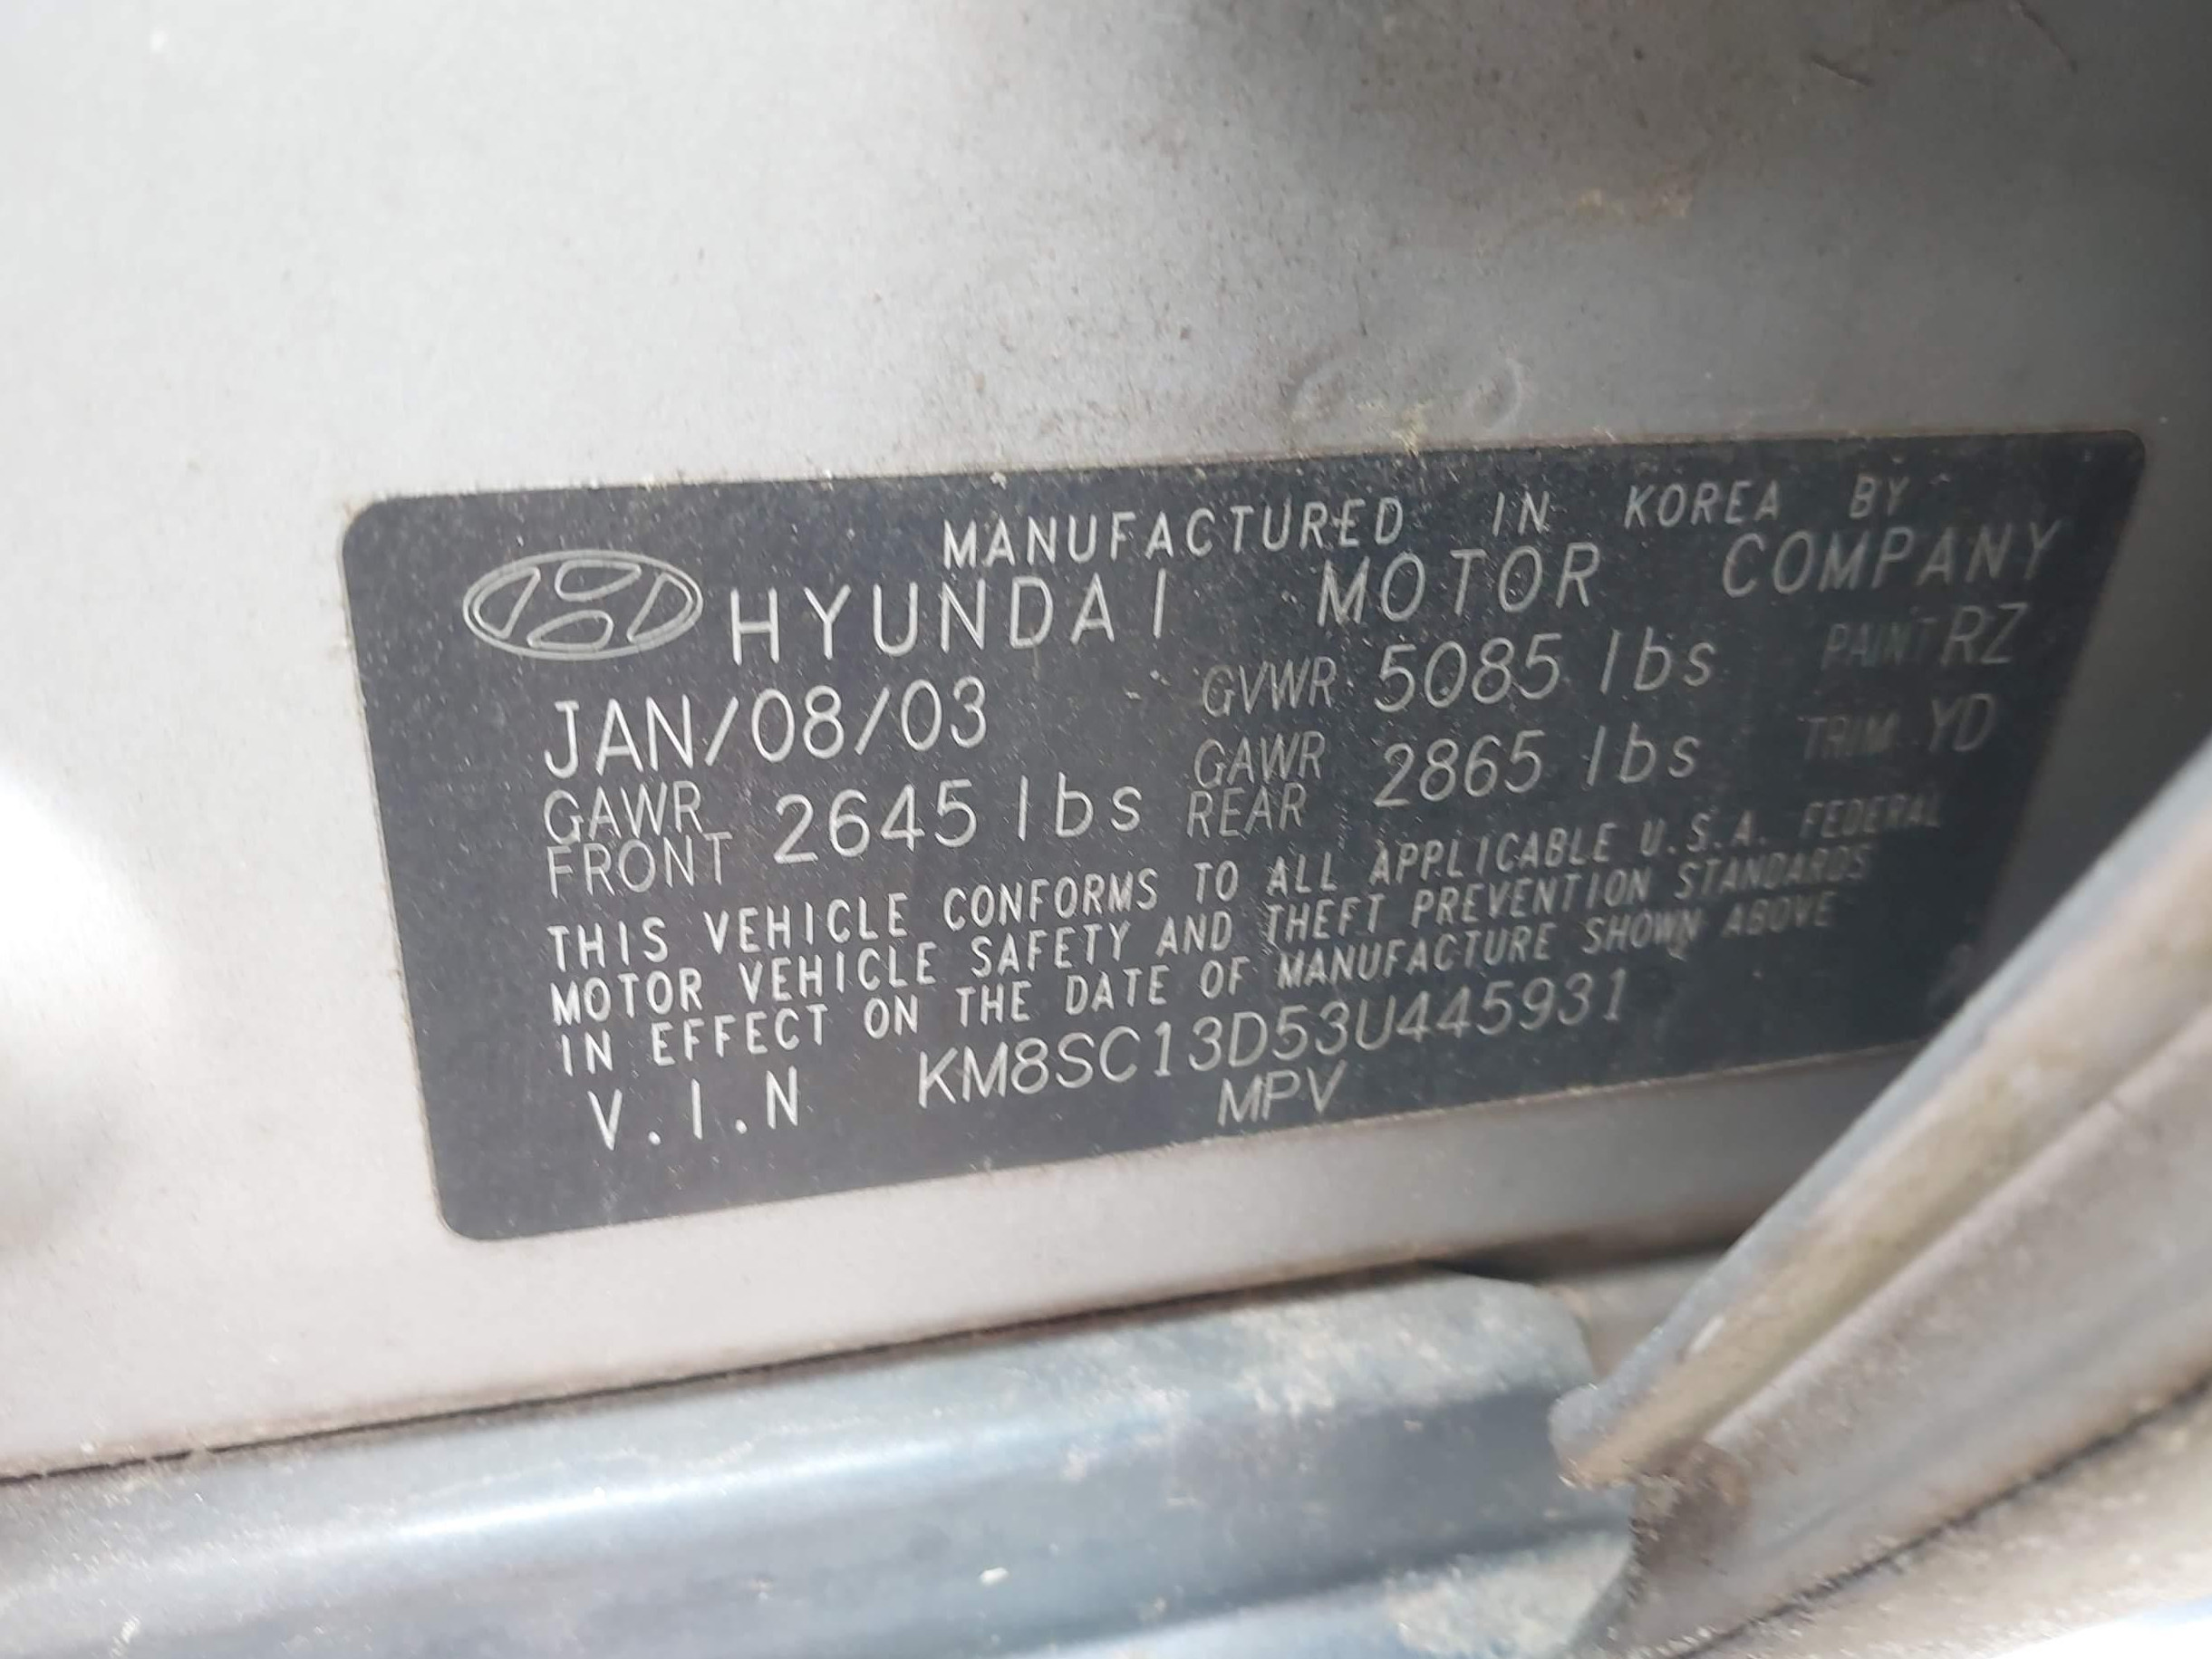 MANUFACTURED IN KOREA BY
HYUNDAI MOTOR COMPANY
JAN/08/03 GVWR 5085 lbs PAINT RZ
GAWR FRONT 2645 lbs GAWR REAR 2865 lbs TRIM YD
THIS VEHICLE CONFORMS TO ALL APPLICABLE U.S.A. FEDERAL
MOTOR VEHICLE SAFETY AND THEFT PREVENTION STANDARDS
IN EFFECT ON THE DATE OF MANUFACTURE SHOWN ABOVE
V.I.N KM8SC13D53U445931
MPV